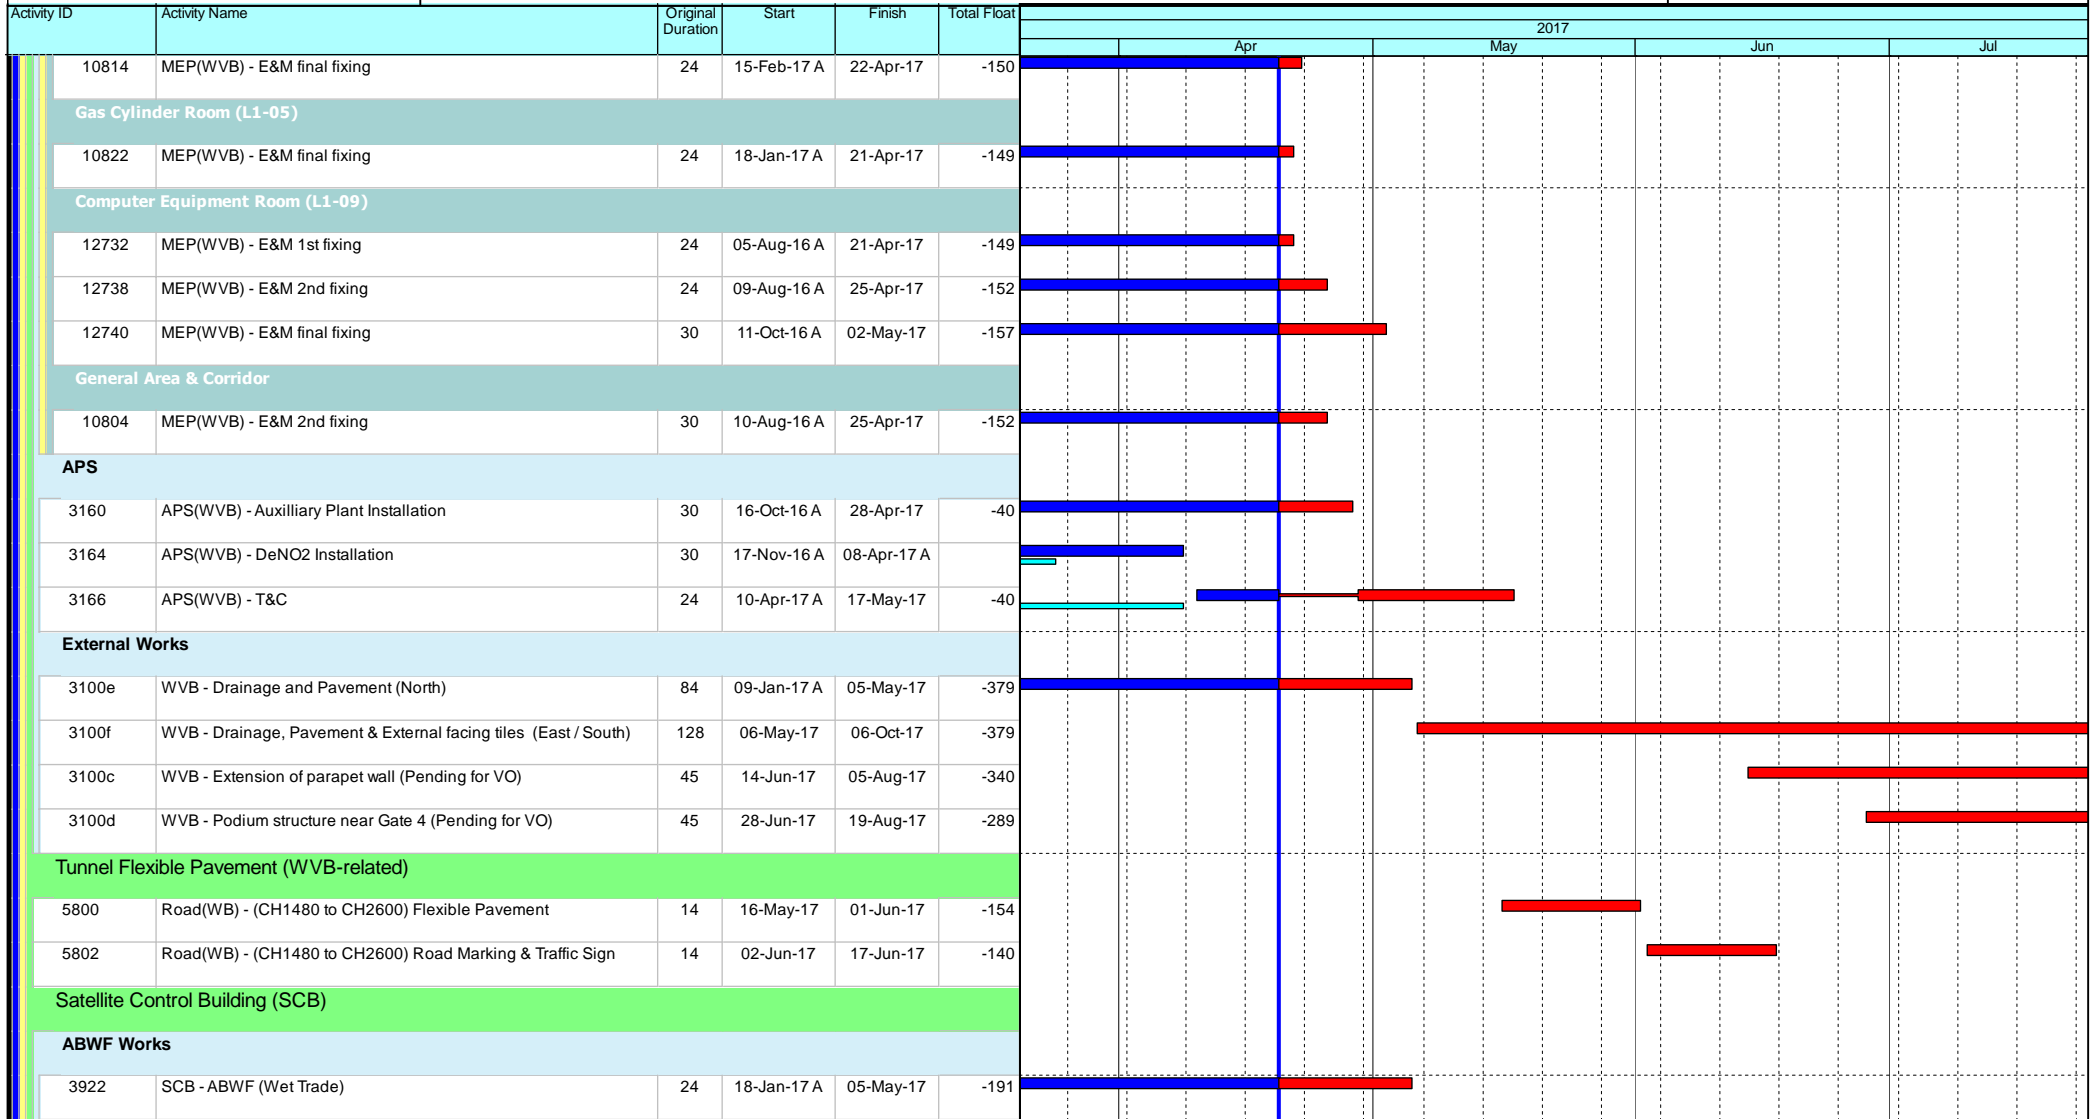 Activity ID Activity Name Original Duration Start Finish Total Float
2017
Apr May Jun Jul
10814 MEP(WVB) - E&M final fixing 24 15-Feb-17 A 22-Apr-17 -150
Gas Cylinder Room (L1-05)
10822 MEP(WVB) - E&M final fixing 24 18-Jan-17 A 21-Apr-17 -149
Computer Equipment Room (L1-09)
12732 MEP(WVB) - E&M 1st fixing 24 05-Aug-16 A 21-Apr-17 -149
12738 MEP(WVB) - E&M 2nd fixing 24 09-Aug-16 A 25-Apr-17 -152
12740 MEP(WVB) - E&M final fixing 30 11-Oct-16 A 02-May-17 -157
General Area & Corridor
10804 MEP(WVB) - E&M 2nd fixing 30 10-Aug-16 A 25-Apr-17 -152
APS
3160 APS(WVB) - Auxilliary Plant Installation 30 16-Oct-16 A 28-Apr-17 -40
3164 APS(WVB) - DeNO2 Installation 30 17-Nov-16 A 08-Apr-17 A
3166 APS(WVB) - T&C 24 10-Apr-17 A 17-May-17 -40
External Works
3100e WVB - Drainage and Pavement (North) 84 09-Jan-17 A 05-May-17 -379
3100f WVB - Drainage, Pavement & External facing tiles (East / South) 128 06-May-17 06-Oct-17 -379
3100c WVB - Extension of parapet wall (Pending for VO) 45 14-Jun-17 05-Aug-17 -340
3100d WVB - Podium structure near Gate 4 (Pending for VO) 45 28-Jun-17 19-Aug-17 -289
Tunnel Flexible Pavement (WVB-related)
5800 Road(WB) - (CH1480 to CH2600) Flexible Pavement 14 16-May-17 01-Jun-17 -154
5802 Road(WB) - (CH1480 to CH2600) Road Marking & Traffic Sign 14 02-Jun-17 17-Jun-17 -140
Satellite Control Building (SCB)
ABWF Works
3922 SCB - ABWF (Wet Trade) 24 18-Jan-17 A 05-May-17 -191